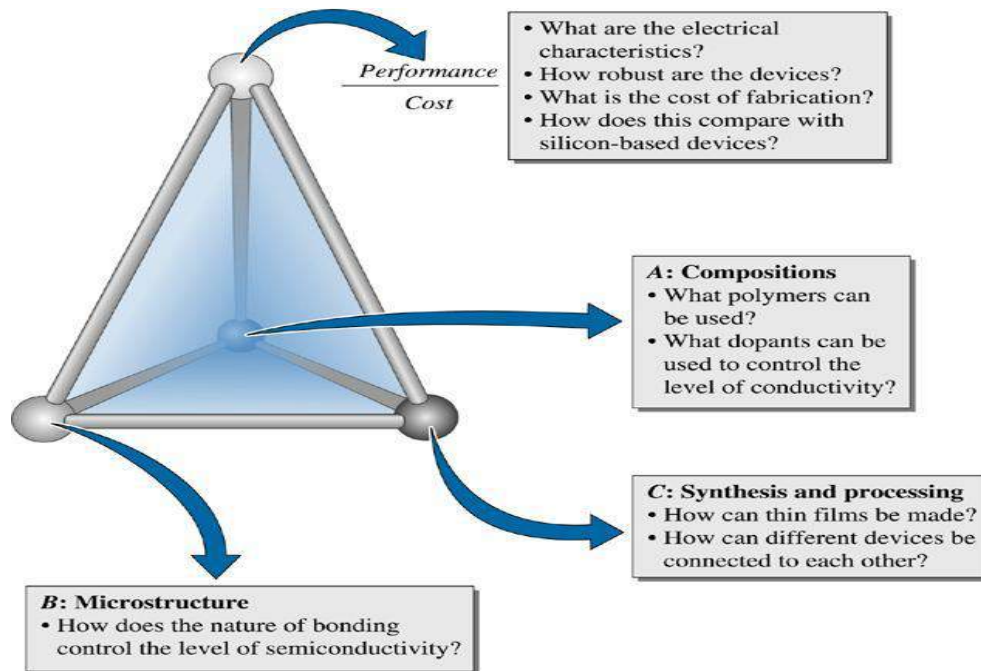 Performance
Cost
• What are the electrical
characteristics?
• How robust are the devices?
• What is the cost of fabrication?
• How does this compare with
silicon-based devices?
A: Compositions
• What polymers can
be used?
• What dopants can be
used to control the
level of conductivity?
C: Synthesis and processing
• How can thin films be made?
• How can different devices be
connected to each other?
B: Microstructure
• How does the nature of bonding
control the level of semiconductivity?